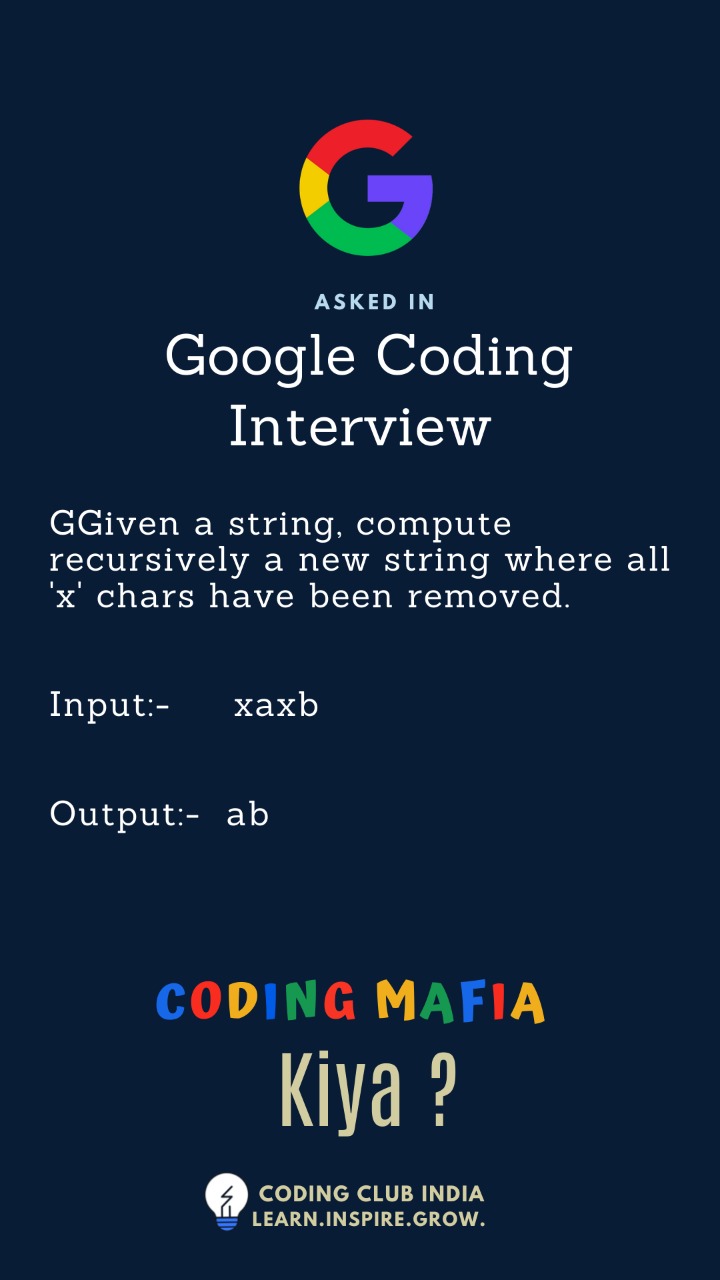 ASKED IN
Google Coding
Interview
GGiven a string, compute
recursively a new string where all
'x' chars have been removed.
Input:- xaxb
Output:- ab
CODING MAFIA
Kiya ?
CODING CLUB INDIA
LEARN.INSPIRE.GROW.